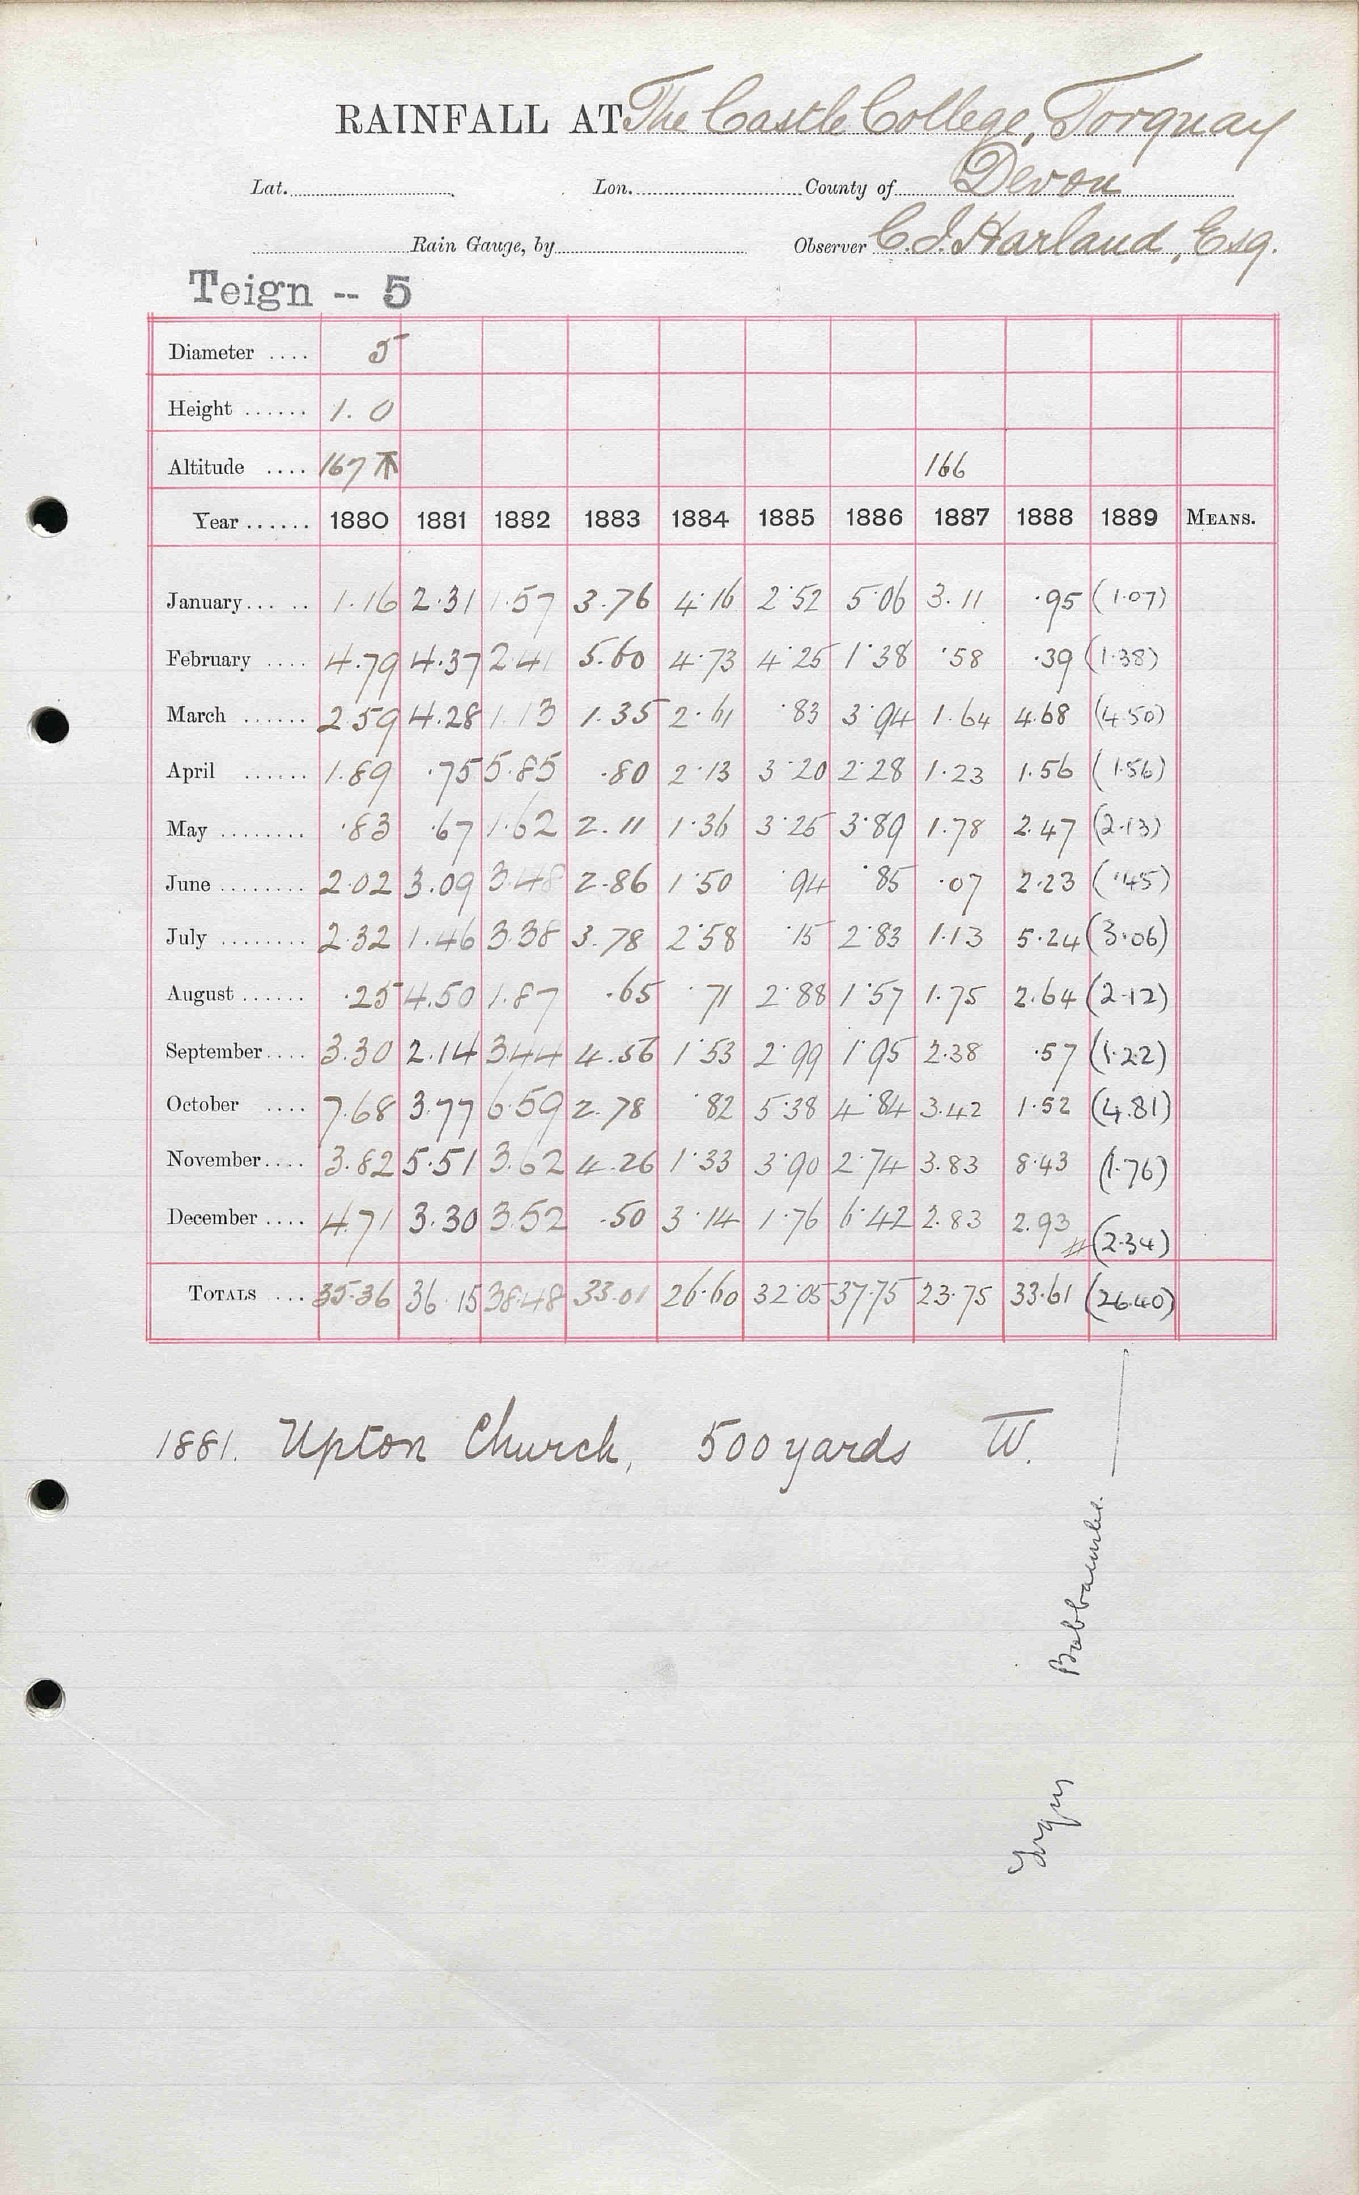 RAINFALL AT The Castle College, Torquay
Lat. Lon. County of Devon
Rain Gauge, by Observer C. J. Harland, Esq.
Teign -- 5
Diameter .... 5
Height ...... 1. 0
Altitude .... 167 166
Year ...... 1880 1881 1882 1883 1884 1885 1886 1887 1888 1889 MEANS.
January... .. 1.16 2.31 1.57 3.76 4.16 2.52 5.06 3.11 .95 (1.07)
February .... 4.79 4.37 2.41 5.60 4.73 4.25 1.38 .58 .39 (1.38)
March ...... 2.59 4.28 1.13 1.35 2.61 .83 3.94 1.64 4.68 (4.50)
April ...... 1.89 .75 5.85 .80 2.13 3.20 2.28 1.23 1.56 (1.56)
May ........ .83 .67 1.62 2.11 1.36 3.25 3.89 1.78 2.47 (2.13)
June ........ 2.02 3.09 3.48 2.86 1.50 .94 .85 .07 2.23 (.45)
July ........ 2.32 1.46 3.38 3.78 2.58 .15 2.83 1.13 5.24 (3.06)
August ...... .25 4.50 1.87 .65 .71 2.88 1.57 1.75 2.64 (2.12)
September.... 3.30 2.14 3.44 4.56 1.53 2.99 1.95 2.38 .57 (1.22)
October .... 7.68 3.77 6.59 2.78 .82 5.38 4.84 3.42 1.52 (4.81)
November.... 3.82 5.51 3.62 4.26 1.33 3.90 2.74 3.83 8.43 (1.76)
December .... 4.71 3.30 3.52 .50 3.14 1.76 6.42 2.83 2.93 (2.34)
TOTALS ... 35.36 36.15 38.48 33.01 26.60 32.05 37.75 23.75 33.61 (26.40)
1881. Upton Church, 500 yards W.
Babbacombe.